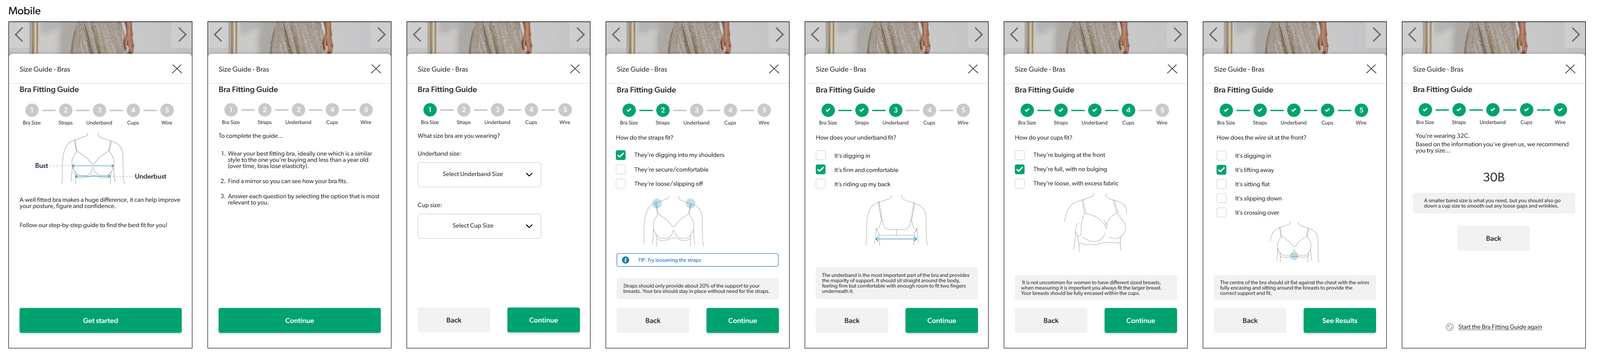 Mobile
Size Guide - Bras
Bra Fitting Guide
1 2 3 4 5
Bra Size Straps Underband Cups Wire
Bust
Underbust
A well fitted bra makes a huge difference, it can help improve
your posture, figure and confidence.
Follow our step-by-step guide to find the best fit for you!
Get started
Size Guide - Bras
Bra Fitting Guide
1 2 3 4 5
Bra Size Straps Underband Cups Wire
To complete the guide...
1. Wear your best fitting bra, ideally one which is a similar
style to the one you're buying and less than a year old
(over time, bras lose elasticity).
2. Find a mirror so you can see how your bra fits.
3. Answer each question by selecting the option that is most
relevant to you.
Continue
Size Guide - Bras
Bra Fitting Guide
1 2 3 4 5
Bra Size Straps Underband Cups Wire
What size bra are you wearing?
Underband size:
Select Underband Size
Cup size:
Select Cup Size
Back
Continue
Size Guide - Bras
Bra Fitting Guide
2 3 4 5
Bra Size Straps Underband Cups Wire
How do the straps fit?
They're digging into my shoulders
They're secure/comfortable
They're loose/slipping off
TIP: Try loosening the straps
Straps should only provide about 20% of the support to your
breasts. Your bra should stay in place without need for the straps.
Back
Continue
Size Guide - Bras
Bra Fitting Guide
3 4 5
Bra Size Straps Underband Cups Wire
How does your underband fit?
It's digging in
It's firm and comfortable
It's riding up my back
The underband is the most important part of the bra and provides
the majority of support. It should sit straight around the body,
feeling firm but comfortable with enough room to fit two fingers
underneath it.
Back
Continue
Size Guide - Bras
Bra Fitting Guide
4 5
Bra Size Straps Underband Cups Wire
How do your cups fit?
They're bulging at the front
They're full, with no bulging
They're loose, with excess fabric
It is not uncommon for women to have different sized breasts,
when measuring it is important you always fit the larger breast.
Your breasts should be fully encased within the cups.
Back
Continue
Size Guide - Bras
Bra Fitting Guide
5
Bra Size Straps Underband Cups Wire
How does the wire sit at the front?
It's digging in
It's lifting away
It's sitting flat
It's slipping down
It's crossing over
The centre of the bra should sit flat against the chest with the wires
fully encasing and sitting around the breasts to provide the
correct support and fit.
Back
See Results
Size Guide - Bras
Bra Fitting Guide
Bra Size Straps Underband Cups Wire
You're wearing 32C.
Based on the information you've given us, we recommend
you try size...
30B
A smaller band size is what you need, but you should also go
down a cup size to smooth out any loose gaps and wrinkles.
Back
Start the Bra Fitting Guide again